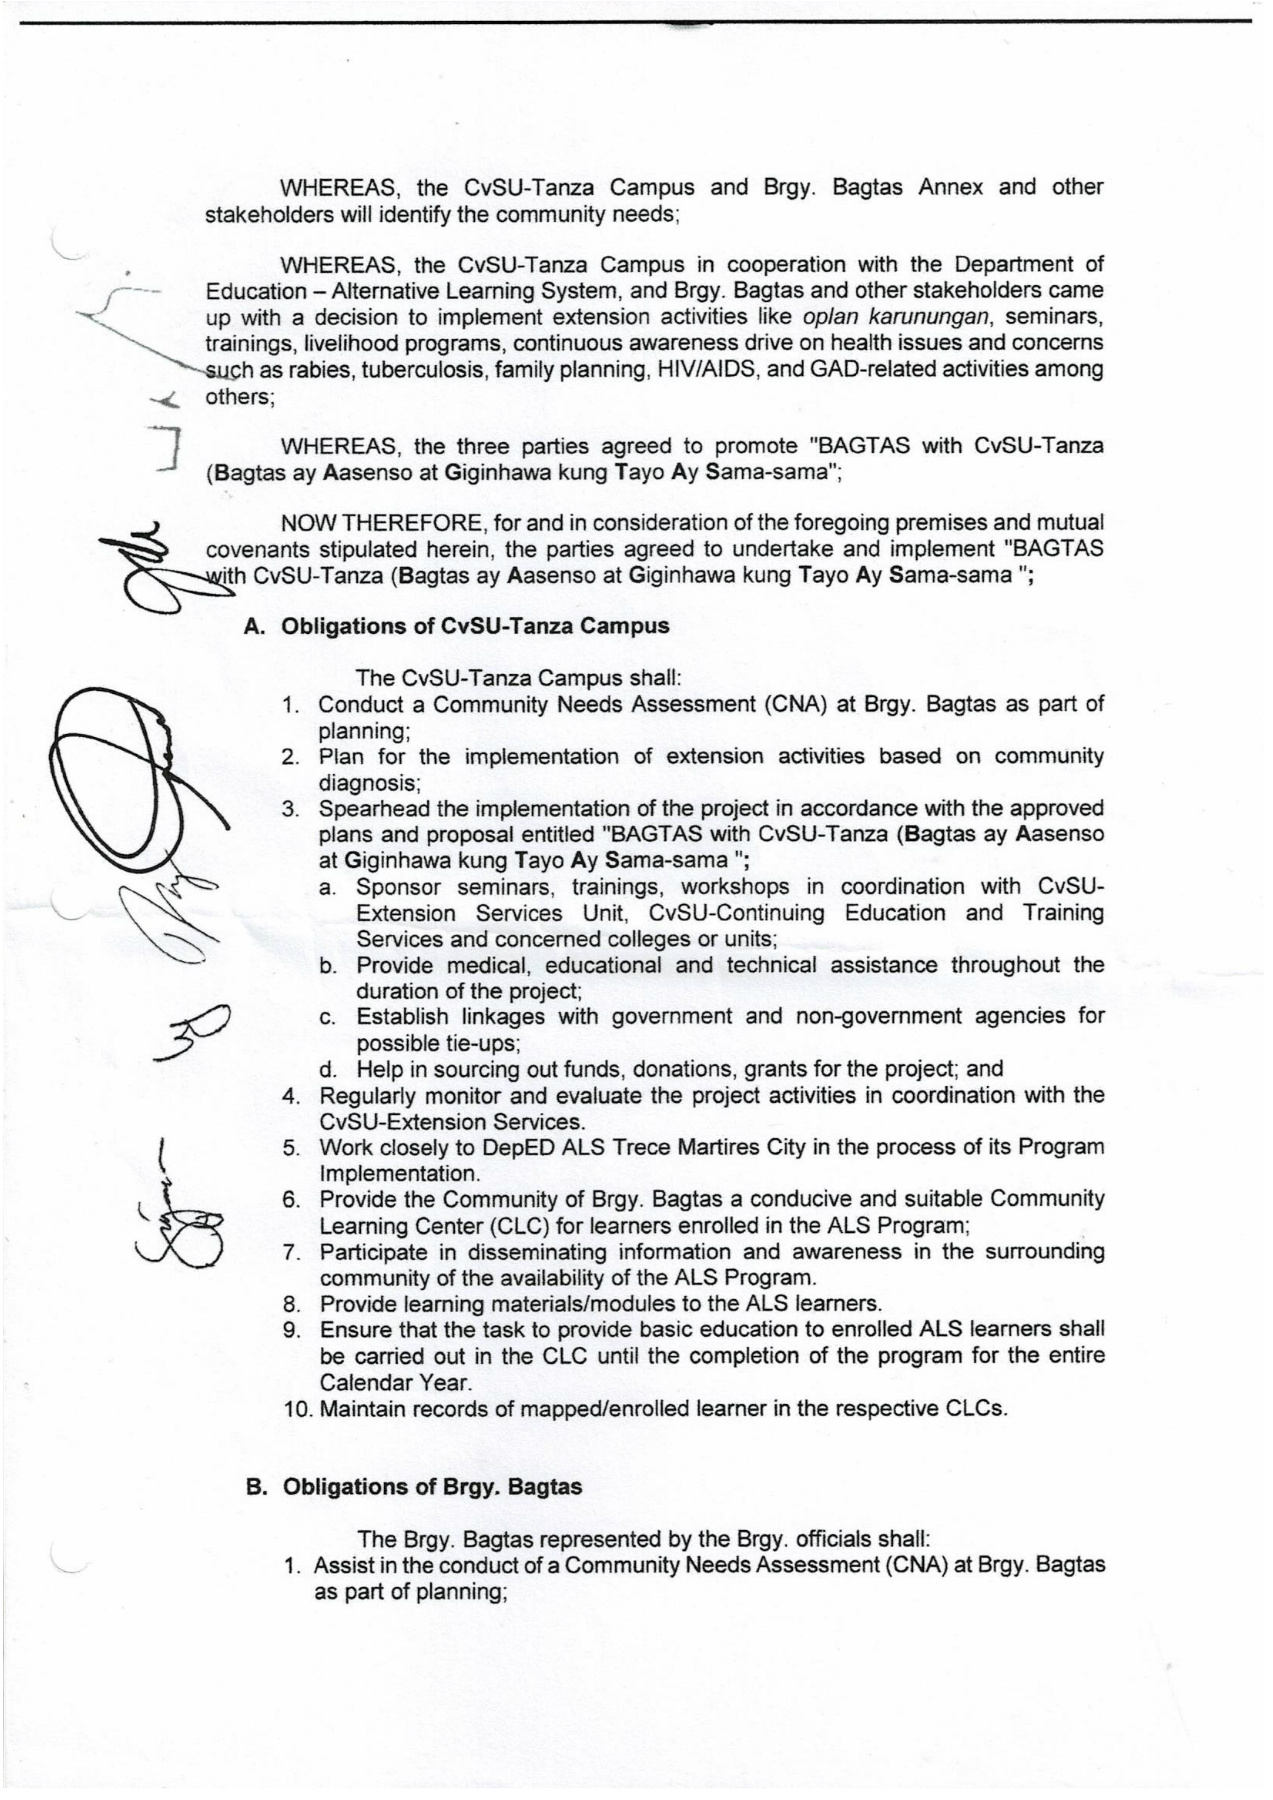 WHEREAS, the CvSU-Tanza Campus and Brgy. Bagtas Annex and other
stakeholders will identify the community needs;
WHEREAS, the CvSU-Tanza Campus in cooperation with the Department of
Education – Alternative Learning System, and Brgy. Bagtas and other stakeholders came
up with a decision to implement extension activities like oplan karunungan, seminars,
trainings, livelihood programs, continuous awareness drive on health issues and concerns
such as rabies, tuberculosis, family planning, HIV/AIDS, and GAD-related activities among
others;
WHEREAS, the three parties agreed to promote "BAGTAS with CvSU-Tanza
(Bagtas ay Aasenso at Giginhawa kung Tayo Ay Sama-sama";
NOW THEREFORE, for and in consideration of the foregoing premises and mutual
covenants stipulated herein, the parties agreed to undertake and implement "BAGTAS
with CvSU-Tanza (Bagtas ay Aasenso at Giginhawa kung Tayo Ay Sama-sama ";
A. Obligations of CvSU-Tanza Campus
The CvSU-Tanza Campus shall:
1. Conduct a Community Needs Assessment (CNA) at Brgy. Bagtas as part of
planning;
2. Plan for the implementation of extension activities based on community
diagnosis;
3. Spearhead the implementation of the project in accordance with the approved
plans and proposal entitled "BAGTAS with CvSU-Tanza (Bagtas ay Aasenso
at Giginhawa kung Tayo Ay Sama-sama ";
a. Sponsor seminars, trainings, workshops in coordination with CvSU-
Extension Services Unit, CvSU-Continuing Education and Training
Services and concerned colleges or units;
b. Provide medical, educational and technical assistance throughout the
duration of the project;
c. Establish linkages with government and non-government agencies for
possible tie-ups;
d. Help in sourcing out funds, donations, grants for the project; and
4. Regularly monitor and evaluate the project activities in coordination with the
CvSU-Extension Services.
5. Work closely to DepED ALS Trece Martires City in the process of its Program
Implementation.
6. Provide the Community of Brgy. Bagtas a conducive and suitable Community
Learning Center (CLC) for learners enrolled in the ALS Program;
7. Participate in disseminating information and awareness in the surrounding
community of the availability of the ALS Program.
8. Provide learning materials/modules to the ALS learners.
9. Ensure that the task to provide basic education to enrolled ALS learners shall
be carried out in the CLC until the completion of the program for the entire
Calendar Year.
10. Maintain records of mapped/enrolled learner in the respective CLCs.
B. Obligations of Brgy. Bagtas
The Brgy. Bagtas represented by the Brgy. officials shall:
1. Assist in the conduct of a Community Needs Assessment (CNA) at Brgy. Bagtas
as part of planning;